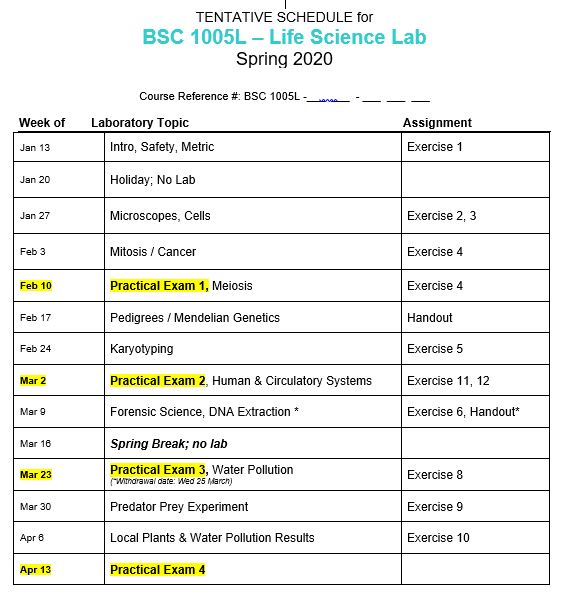 TENTATIVE SCHEDULE for
BSC 1005L – Life Science Lab
Spring 2020
Course Reference #: BSC 1005L -______ - ___ ___ ___
Week of Laboratory Topic Assignment
Jan 13 Intro, Safety, Metric Exercise 1
Jan 20 Holiday; No Lab
Jan 27 Microscopes, Cells Exercise 2, 3
Feb 3 Mitosis / Cancer Exercise 4
Feb 10 Practical Exam 1, Meiosis Exercise 4
Feb 17 Pedigrees / Mendelian Genetics Handout
Feb 24 Karyotyping Exercise 5
Mar 2 Practical Exam 2, Human & Circulatory Systems Exercise 11, 12
Mar 9 Forensic Science, DNA Extraction * Exercise 6, Handout*
Mar 16 Spring Break; no lab
Mar 23 Practical Exam 3, Water Pollution Exercise 8
(*Withdrawal date: Wed 25 March)
Mar 30 Predator Prey Experiment Exercise 9
Apr 6 Local Plants & Water Pollution Results Exercise 10
Apr 13 Practical Exam 4